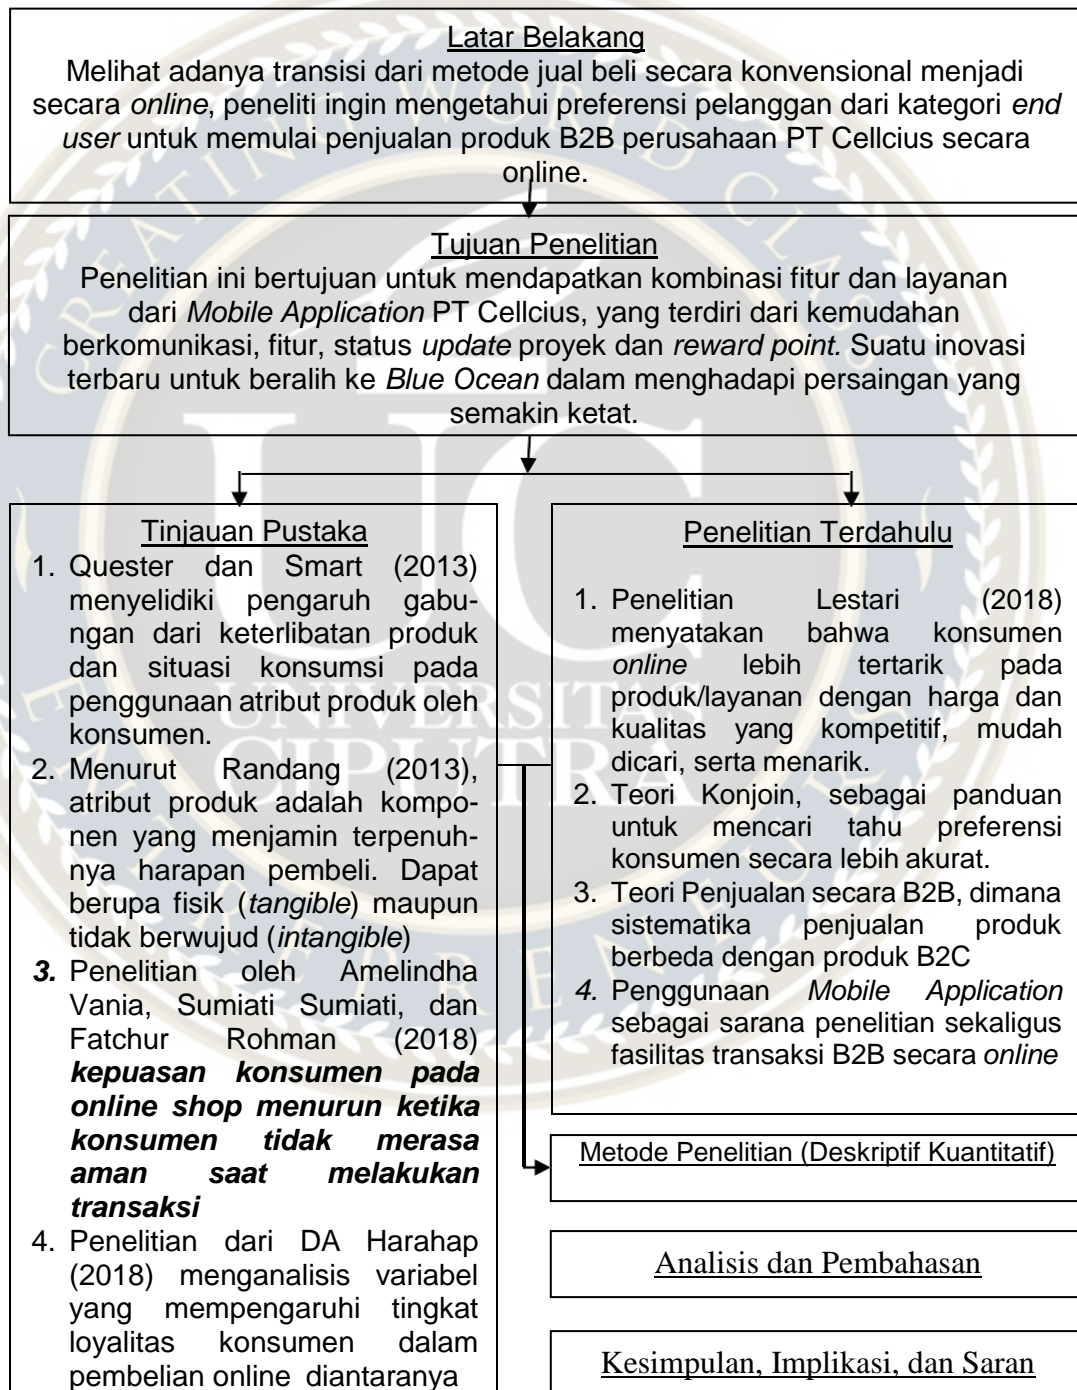 Latar Belakang
Melihat adanya transisi dari metode jual beli secara konvensional menjadi
secara online, peneliti ingin mengetahui preferensi pelanggan dari kategori end
user untuk memulai penjualan produk B2B perusahaan PT Cellcius secara
online.
Tujuan Penelitian
Penelitian ini bertujuan untuk mendapatkan kombinasi fitur dan layanan
dari Mobile Application PT Cellcius, yang terdiri dari kemudahan
berkomunikasi, fitur, status update proyek dan reward point. Suatu inovasi
terbaru untuk beralih ke Blue Ocean dalam menghadapi persaingan yang
semakin ketat.
Tinjauan Pustaka
1. Quester dan Smart (2013)
menyelidiki pengaruh gabu-
ngan dari keterlibatan produk
dan situasi konsumsi pada
penggunaan atribut produk oleh
konsumen.
2. Menurut Randang (2013),
atribut produk adalah kompo-
nen yang menjamin terpenuh-
nya harapan pembeli. Dapat
berupa fisik (tangible) maupun
tidak berwujud (intangible)
3. Penelitian oleh Amelindha
Vania, Sumiati Sumiati, dan
Fatchur Rohman (2018)
kepuasan konsumen pada
online shop menurun ketika
konsumen tidak merasa
aman saat melakukan
transaksi
4. Penelitian dari DA Harahap
(2018) menganalisis variabel
yang mempengaruhi tingkat
loyalitas konsumen dalam
pembelian online diantaranya
Penelitian Terdahulu
1. Penelitian Lestari (2018)
menyatakan bahwa konsumen
online lebih tertarik pada
produk/layanan dengan harga dan
kualitas yang kompetitif, mudah
dicari, serta menarik.
2. Teori Konjoin, sebagai panduan
untuk mencari tahu preferensi
konsumen secara lebih akurat.
3. Teori Penjualan secara B2B, dimana
sistematika penjualan produk
berbeda dengan produk B2C
4. Penggunaan Mobile Application
sebagai sarana penelitian sekaligus
fasilitas transaksi B2B secara online
Metode Penelitian (Deskriptif Kuantitatif)
Analisis dan Pembahasan
Kesimpulan, Implikasi, dan Saran
CREATING WORLD CLASS
UC
UNIVERSITAS
CIPUTRA
ENTREPRENEURS